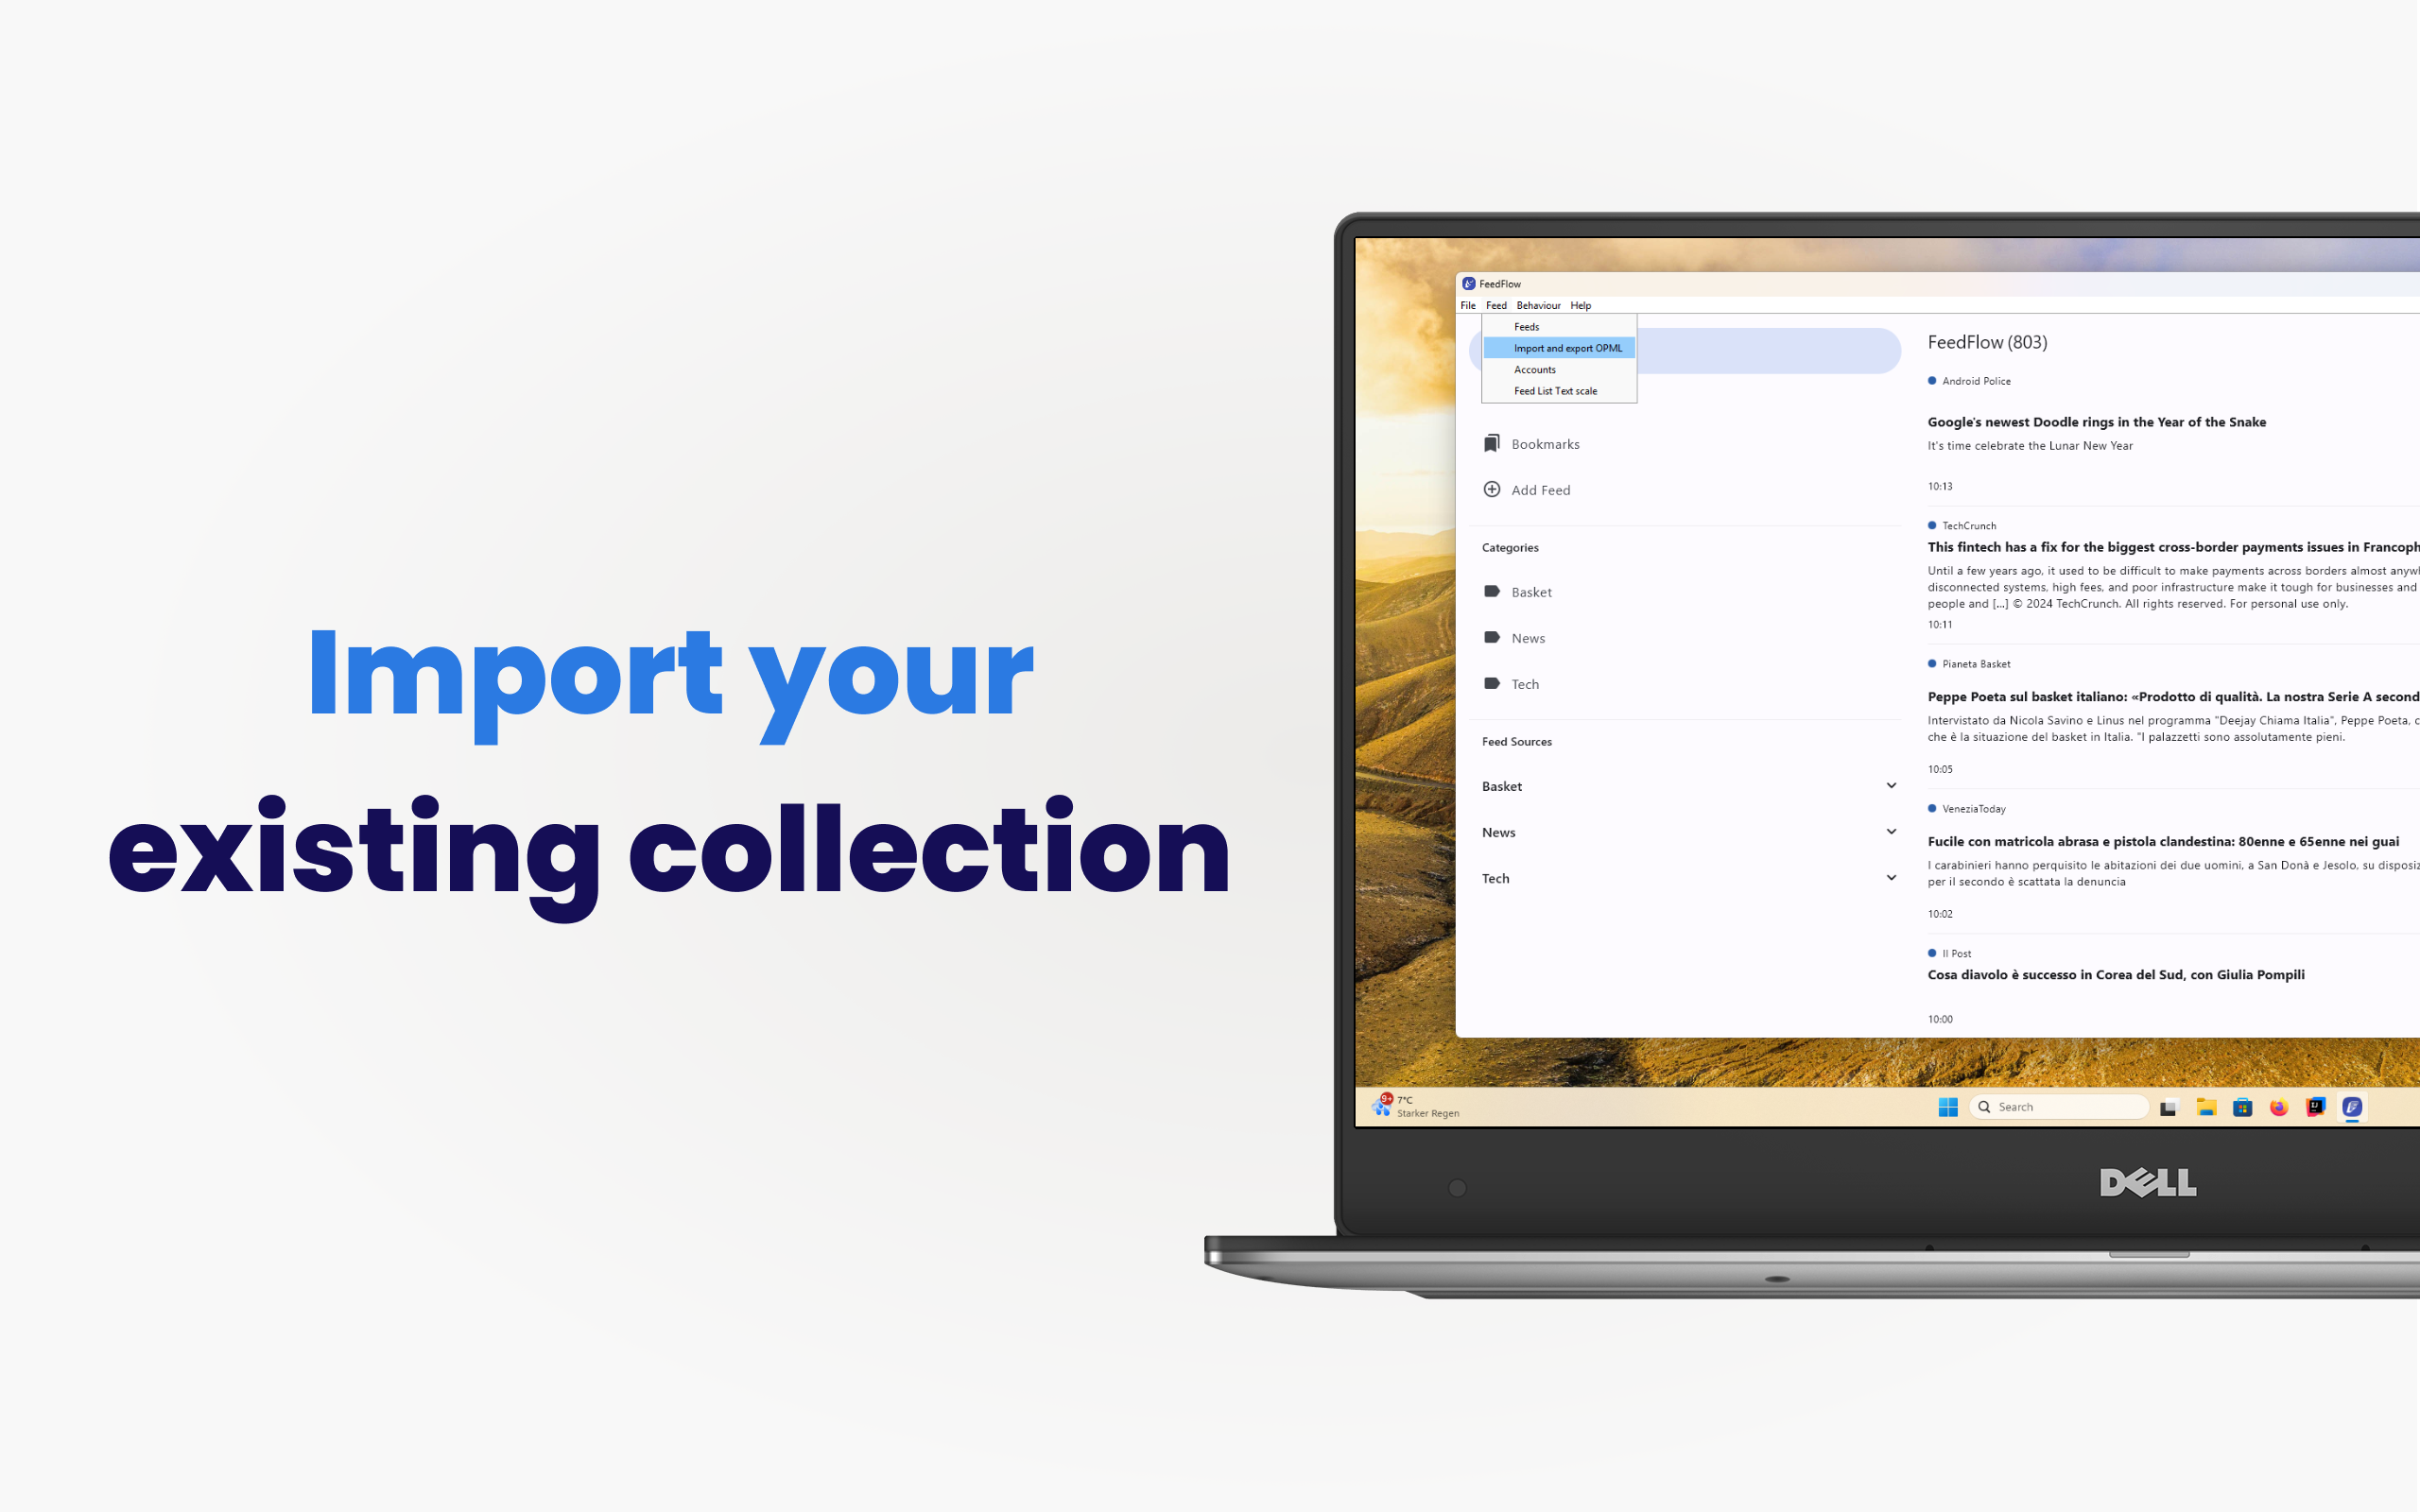 Import your
existing collection
FeedFlow
File Feed Behaviour Help
Feeds
Import and export OPML
Accounts
Feed List Text scale
Bookmarks
Add Feed
Categories
Basket
News
Tech
Feed Sources
Basket
News
Tech
FeedFlow (803)
Android Police
Google's newest Doodle rings in the Year of the Snake
It's time celebrate the Lunar New Year
10:13
TechCrunch
This fintech has a fix for the biggest cross-border payments issues in Francoph
Until a few years ago, it used to be difficult to make payments across borders almost anywh
disconnected systems, high fees, and poor infrastructure make it tough for businesses and
people and [...] © 2024 TechCrunch. All rights reserved. For personal use only.
10:11
Pianeta Basket
Peppe Poeta sul basket italiano: «Prodotto di qualità. La nostra Serie A second
Intervistato da Nicola Savino e Linus nel programma "Deejay Chiama Italia", Peppe Poeta, c
che è la situazione del basket in Italia. "I palazzetti sono assolutamente pieni.
10:05
VeneziaToday
Fucile con matricola abrasa e pistola clandestina: 80enne e 65enne nei guai
I carabinieri hanno perquisito le abitazioni dei due uomini, a San Donà e Jesolo, su disposiz
per il secondo è scattata la denuncia
10:02
Il Post
Cosa diavolo è successo in Corea del Sud, con Giulia Pompili
10:00
9+
7°C
Starker Regen
Search
DELL